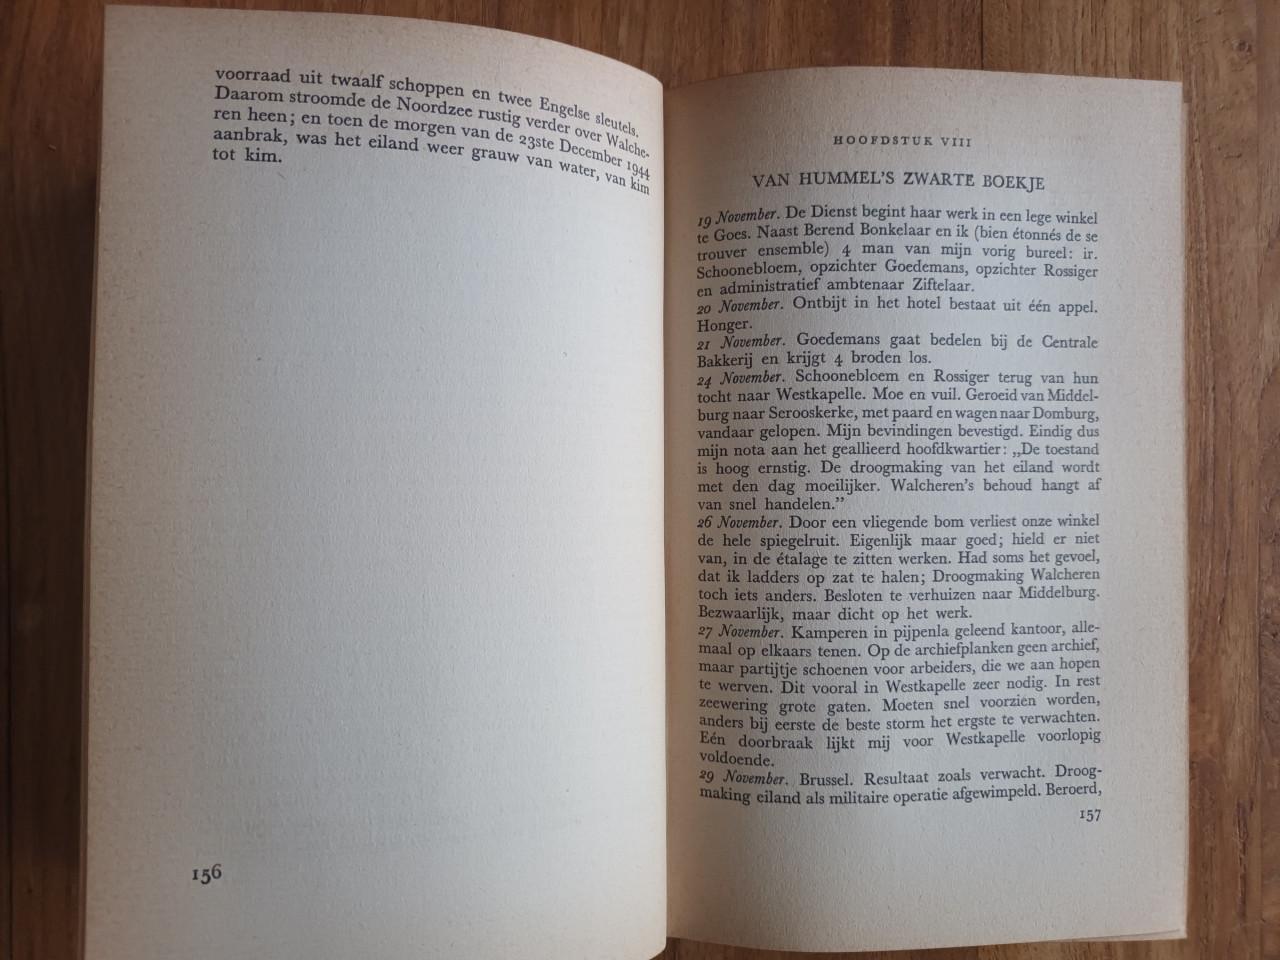 voorraad uit twaalf schoppen en twee Engelse sleutels.
Daarom stroomde de Noordzee rustig verder over Walche-
ren heen; en toen de morgen van de 23ste December 1944
aanbrak, was het eiland weer grauw van water, van kim
tot kim.
156
HOOFDSTUK VIII
VAN HUMMEL'S ZWARTE BOEKJE
19 November. De Dienst begint haar werk in een lege winkel
te Goes. Naast Berend Bonkelaar en ik (bien étonnés de se
trouver ensemble) 4 man van mijn vorig bureel: ir.
Schoonebloem, opzichter Goedemans, opzichter Rossiger
en administratief ambtenaar Ziftelaar.
20 November. Ontbijt in het hotel bestaat uit één appel.
Honger.
21 November. Goedemans gaat bedelen bij de Centrale
Bakkerij en krijgt 4 broden los.
24 November. Schoonebloem en Rossiger terug van hun
tocht naar Westkapelle. Moe en vuil. Geroeid van Middel-
burg naar Serooskerke, met paard en wagen naar Domburg,
vandaar gelopen. Mijn bevindingen bevestigd. Eindig dus
mijn nota aan het geallieerd hoofdkwartier: „De toestand
is hoog ernstig. De droogmaking van het eiland wordt
met den dag moeilijker. Walcheren's behoud hangt af
van snel handelen.”
26 November. Door een vliegende bom verliest onze winkel
de hele spiegelruit. Eigenlijk maar goed; hield er niet
van, in de étalage te zitten werken. Had soms het gevoel,
dat ik ladders op zat te halen; Droogmaking Walcheren
toch iets anders. Besloten te verhuizen naar Middelburg.
Bezwaarlijk, maar dicht op het werk.
27 November. Kamperen in pijpenla geleend kantoor, alle-
maal op elkaars tenen. Op de archiefplanken geen archief,
maar partijtje schoenen voor arbeiders, die we aan hopen
te werven. Dit vooral in Westkapelle zeer nodig. In rest
zeewering grote gaten. Moeten snel voorzien worden,
anders bij eerste de beste storm het ergste te verwachten.
Eén doorbraak lijkt mij voor Westkapelle voorlopig
voldoende.
29 November. Brussel. Resultaat zoals verwacht. Droog-
making eiland als militaire operatie afgewimpeld. Beroerd,
157